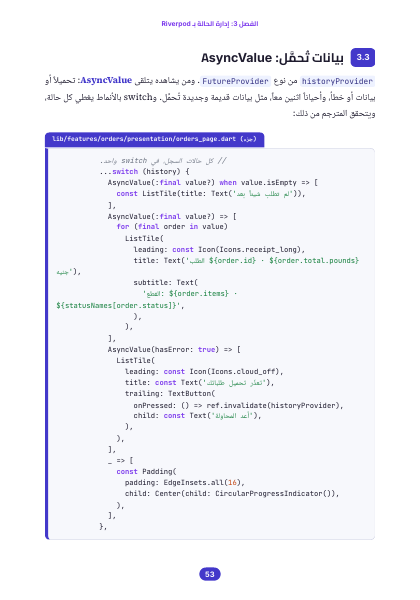 الفصل 3: إدارة الحالة بـ Riverpod
3.3 بيانات تُحمَّل: AsyncValue
historyProvider من نوع FutureProvider. ومن يشاهده يتلقى AsyncValue: تحميلاً أو
بيانات أو خطأ، وأحياناً اثنين معاً، مثل بيانات قديمة وجديدة تُحمَّل. وswitch بالأنماط يغطي كل حالة،
ويتحقق المترجم من ذلك:
lib/features/orders/presentation/orders_page.dart (جزء)
// كل حالات السجل، في switch واحد.
...switch (history) {
AsyncValue(:final value?) when value.isEmpty => [
const ListTile(title: Text('لم تطلب شيئاً بعد')),
],
AsyncValue(:final value?) => [
for (final order in value)
ListTile(
leading: const Icon(Icons.receipt_long),
title: Text('الطلب ${order.id} · ${order.total.pounds}
جنيه'),
subtitle: Text(
'القطع: ${order.items} ·
${statusNames[order.status]}',
),
),
],
AsyncValue(hasError: true) => [
ListTile(
leading: const Icon(Icons.cloud_off),
title: const Text('تعذّر تحميل طلباتك'),
trailing: TextButton(
onPressed: () => ref.invalidate(historyProvider),
child: const Text('أعد المحاولة'),
),
),
],
_ => [
const Padding(
padding: EdgeInsets.all(16),
child: Center(child: CircularProgressIndicator()),
),
],
},
53